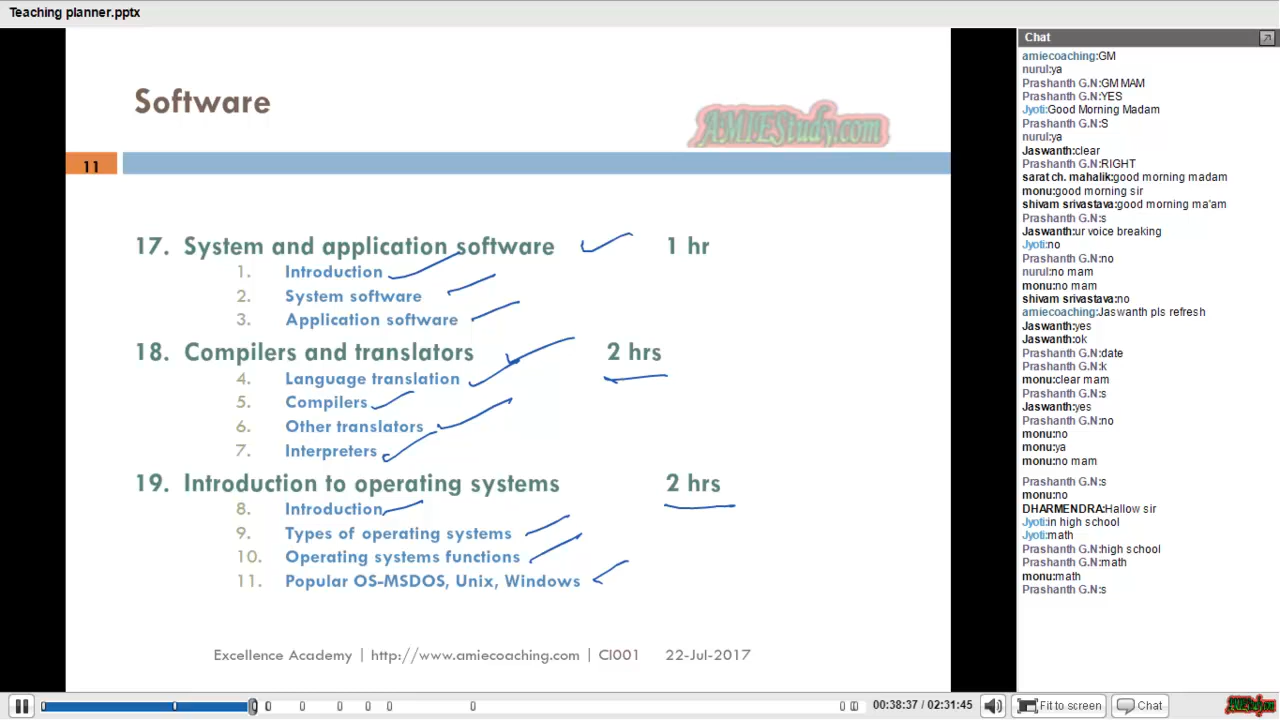 Teaching planner.pptx
Software
AMIEStudy.com
11
17. System and application software 1 hr
1. Introduction
2. System software
3. Application software
18. Compilers and translators 2 hrs
4. Language translation
5. Compilers
6. Other translators
7. Interpreters
19. Introduction to operating systems 2 hrs
8. Introduction
9. Types of operating systems
10. Operating systems functions
11. Popular OS-MSDOS, Unix, Windows
Excellence Academy | http://www.amiecoaching.com | CI001 22-Jul-2017
Chat
amiecoaching:GM
nurul:ya
Prashanth G.N:GM MAM
Prashanth G.N:YES
Jyoti:Good Morning Madam
Prashanth G.N:S
nurul:ya
Jaswanth:clear
Prashanth G.N:RIGHT
sarat ch. mahalik:good morning madam
monu:good morning sir
shivam srivastava:good morning ma'am
Prashanth G.N:s
Jaswanth:ur voice breaking
Jyoti:no
Prashanth G.N:no
nurul:no mam
monu:no mam
shivam srivastava:no
amiecoaching:Jaswanth pls refresh
Jaswanth:yes
Jaswanth:ok
Prashanth G.N:date
Prashanth G.N:k
monu:clear mam
Prashanth G.N:s
Jaswanth:yes
Prashanth G.N:no
monu:no
monu:ya
monu:no mam
Prashanth G.N:s
monu:no
DHARMENDRA:Hallow sir
Jyoti:in high school
Jyoti:math
Prashanth G.N:high school
Prashanth G.N:math
monu:math
Prashanth G.N:s
00:38:37 / 02:31:45
Fit to screen
Chat
AMIEStudy.com